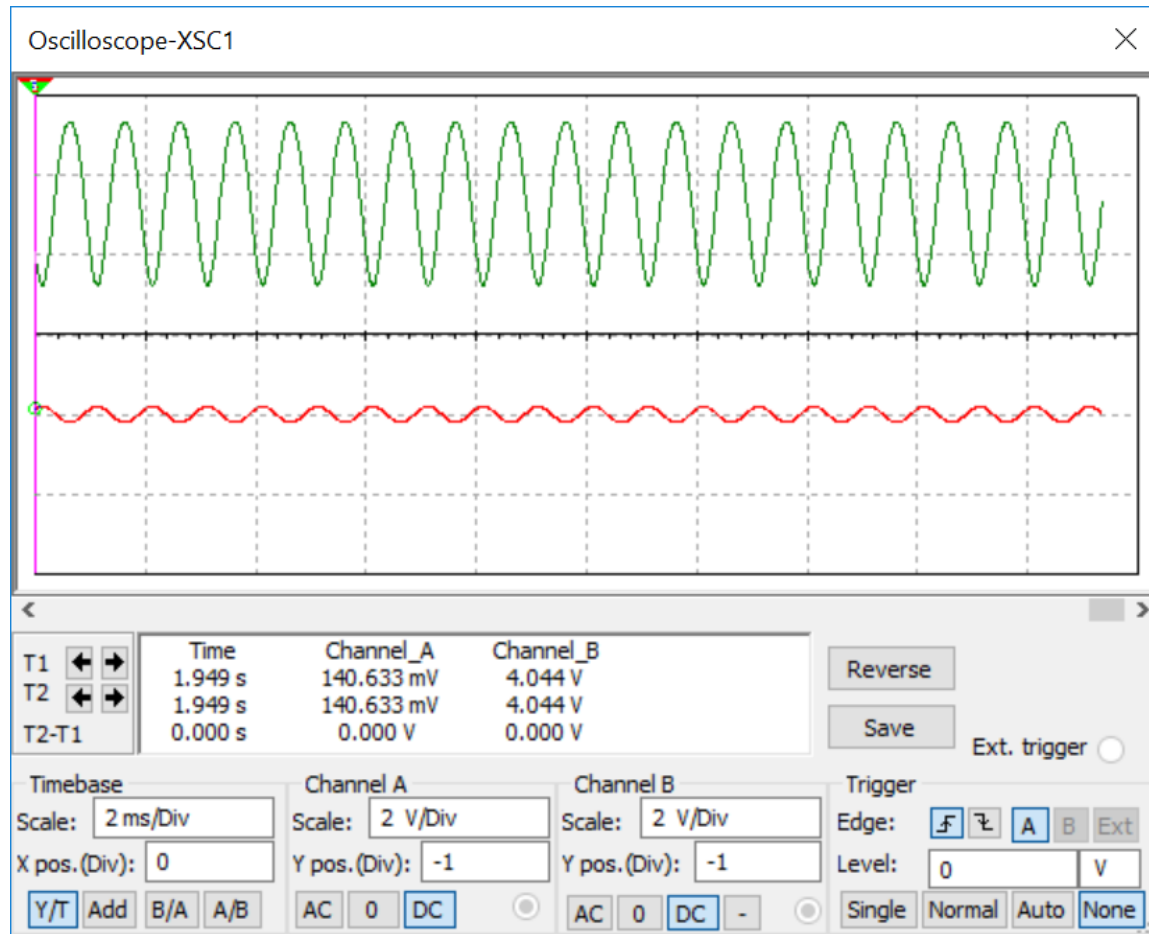 Oscilloscope-XSC1
Time Channel_A Channel_B
T1 1.949 s 140.633 mV 4.044 V
T2 1.949 s 140.633 mV 4.044 V
T2-T1 0.000 s 0.000 V 0.000 V
Reverse
Save
Ext. trigger
Timebase
Scale: 2 ms/Div
X pos.(Div): 0
Y/T Add B/A A/B
Channel A
Scale: 2 V/Div
Y pos.(Div): -1
AC 0 DC
Channel B
Scale: 2 V/Div
Y pos.(Div): -1
AC 0 DC -
Trigger
Edge: A B Ext
Level: 0 V
Single Normal Auto None